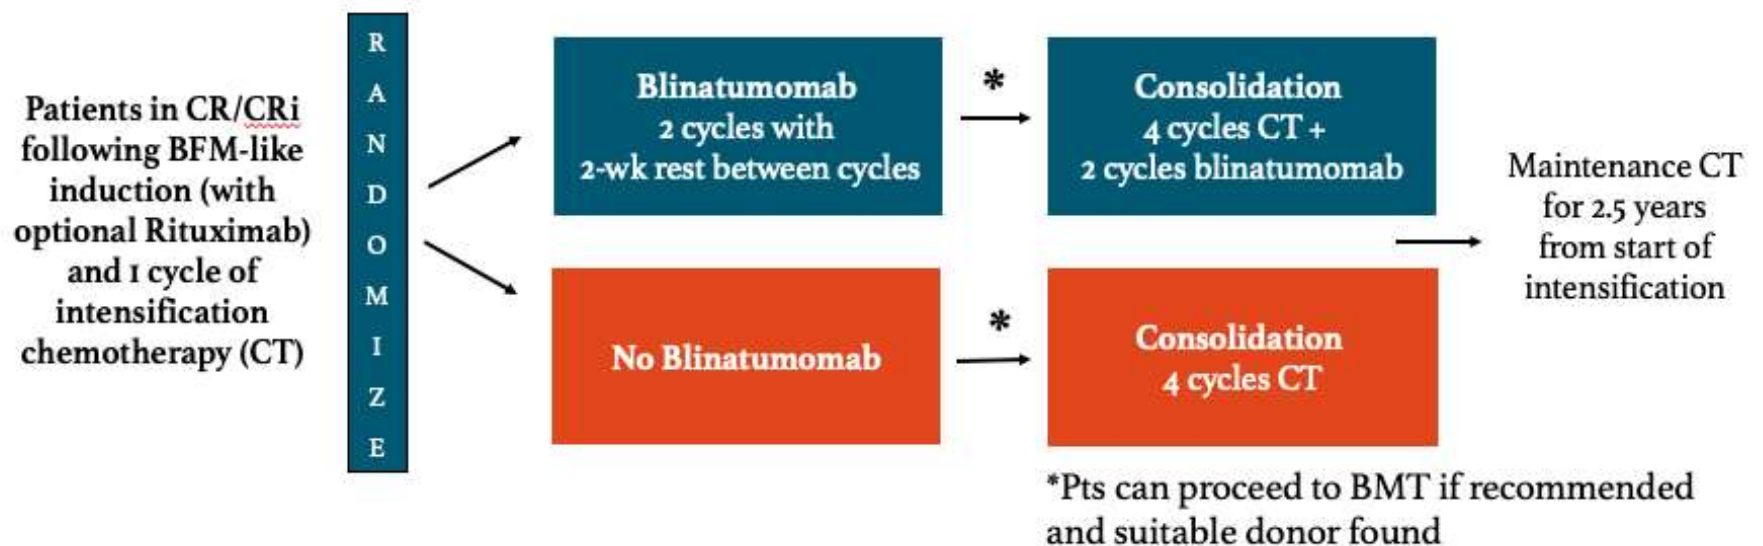 Patients in CR/CRi
following BFM-like
induction (with
optional Rituximab)
and 1 cycle of
intensification
chemotherapy (CT)
R
A
N
D
O
M
I
Z
E
Blinatumomab
2 cycles with
2-wk rest between cycles
*
Consolidation
4 cycles CT +
2 cycles blinatumomab
No Blinatumomab
*
Consolidation
4 cycles CT
Maintenance CT
for 2.5 years
from start of
intensification
*Pts can proceed to BMT if recommended
and suitable donor found